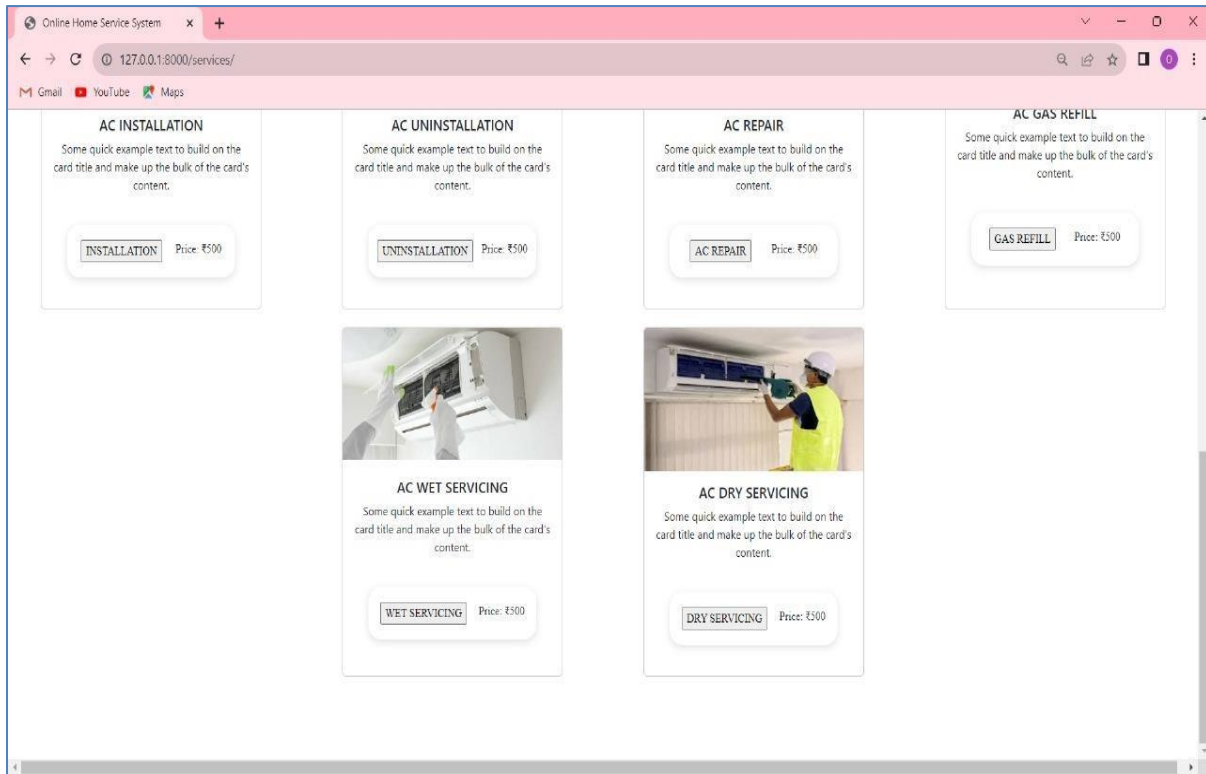 Online Home Service System
127.0.0.1:8000/services/
Gmail YouTube Maps
AC INSTALLATION
Some quick example text to build on the
card title and make up the bulk of the card's
content.
INSTALLATION Price: ₹500
AC UNINSTALLATION
Some quick example text to build on the
card title and make up the bulk of the card's
content.
UNINSTALLATION Price: ₹500
AC REPAIR
Some quick example text to build on the
card title and make up the bulk of the card's
content.
AC REPAIR Price: ₹500
AC GAS REFILL
Some quick example text to build on the
card title and make up the bulk of the card's
content.
GAS REFILL Price: ₹500
AC WET SERVICING
Some quick example text to build on the
card title and make up the bulk of the card's
content.
WET SERVICING Price: ₹500
AC DRY SERVICING
Some quick example text to build on the
card title and make up the bulk of the card's
content.
DRY SERVICING Price: ₹500